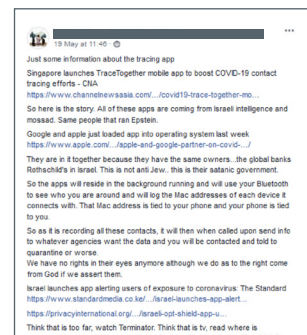 19 May at 11:46
Just some information about the tracing app
Singapore launches TraceTogether mobile app to boost COVID-19 contact
tracing efforts - CNA
https://www.channelnewsasia.com/.../covid19-trace-together-mo...
So here is the story. All of these apps are coming from Israeli intelligence and
mossad. Same people that ran Epstein.
Google and apple just loaded app into operating system last week
https://www.apple.com/.../apple-and-google-partner-on-covid-.../
They are in it together because they have the same owners...the global banks
Rothschild's in Israel. This is not anti Jew.. this is their satanic government.
So the apps will reside in the background running and will use your Bluetooth
to see who you are around and will log the Mac addresses of each device it
connects with. That Mac address is tied to your phone and your phone is tied
to you.
So as it is recording all these contacts, it will then when called upon send info
to whatever agencies want the data and you will be contacted and told to
quarantine or worse.
We have no rights in their eyes anymore although we do as to the right come
from God if we assert them.
Israel launches app alerting users of exposure to coronavirus: The Standard
https://www.standardmedia.co.ke/.../israel-launches-app-alert...
https://privacyinternational.org/.../israeli-opt-shield-app-u...
Think that is too far, watch Terminator. Think that is tv, read where is